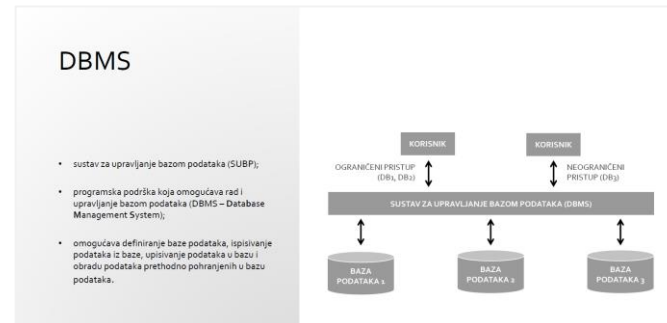 DBMS
• sustav za upravljanje bazom podataka (SUBP);
• programska podrška koja omogućava rad i
upravljanje bazom podataka (DBMS – Database
Management System);
• omogućava definiranje baze podataka, ispisivanje
podataka iz baze, upisivanje podataka u bazu i
obradu podataka prethodno pohranjenih u bazu
podataka.
KORISNIK
KORISNIK
OGRANIČENI PRISTUP
(DB1, DB2)
NEOGRANIČENI
PRISTUP (DB3)
SUSTAV ZA UPRAVLJANJE BAZOM PODATAKA (DBMS)
BAZA
PODATAKA 1
BAZA
PODATAKA 2
BAZA
PODATAKA 3